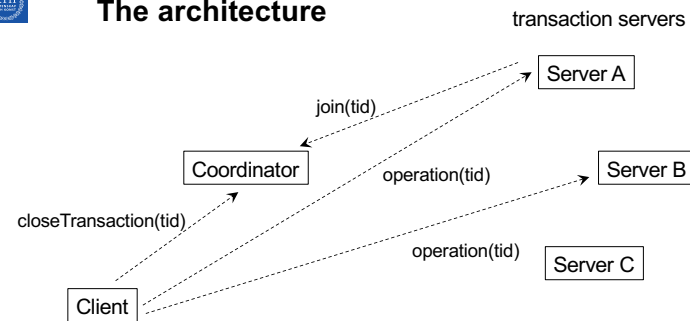 The architecture
transaction servers
Server A
join(tid)
Coordinator
operation(tid)
Server B
closeTransaction(tid)
operation(tid)
Server C
Client